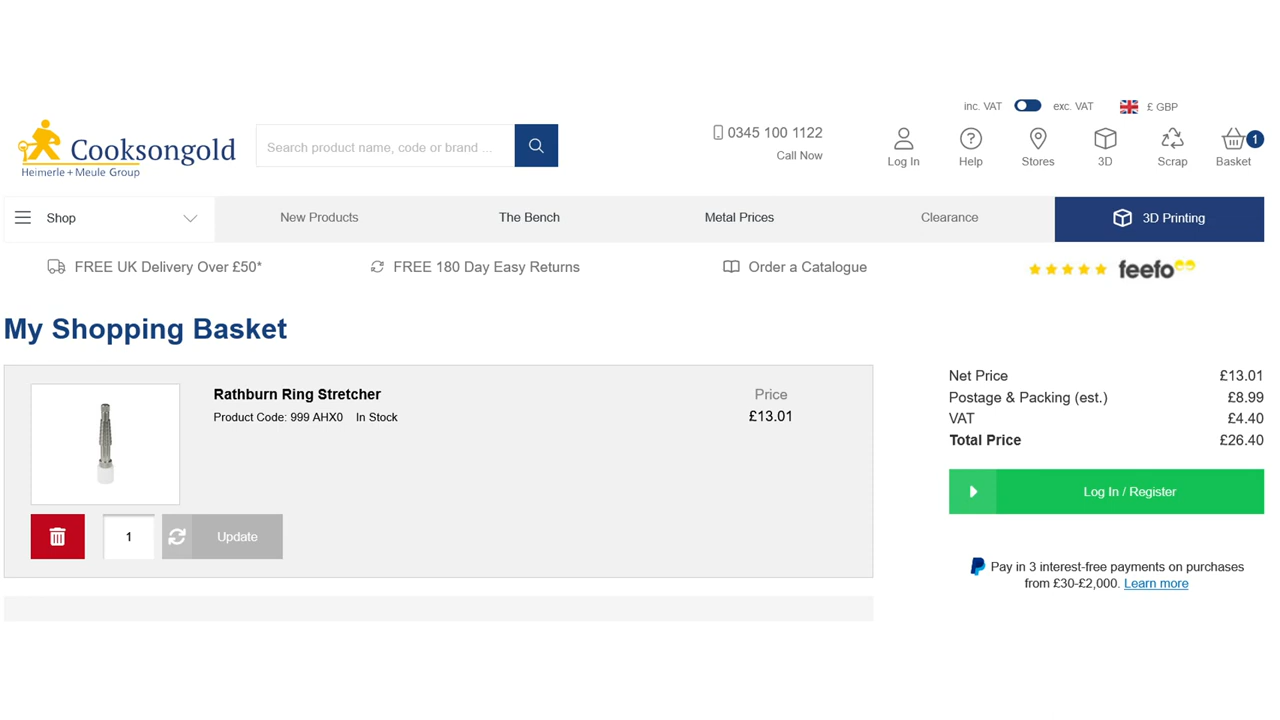 inc. VAT exc. VAT £ GBP
Cooksongold
Heimerle + Meule Group
Search product name, code or brand ...
0345 100 1122
Call Now
Log In Help Stores 3D Scrap Basket 1
Shop New Products The Bench Metal Prices Clearance 3D Printing
FREE UK Delivery Over £50* FREE 180 Day Easy Returns Order a Catalogue feefo
My Shopping Basket
Rathburn Ring Stretcher Price
Product Code: 999 AHX0 In Stock £13.01
1 Update
Net Price £13.01
Postage & Packing (est.) £8.99
VAT £4.40
Total Price £26.40
Log In / Register
Pay in 3 interest-free payments on purchases
from £30-£2,000. Learn more